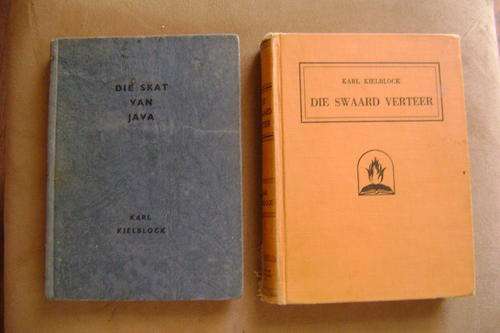 DIE SKAT
VAN
JAVA
KARL
KIELBLOCK
KARL KIELBLOCK
DIE SWAARD VERTEER